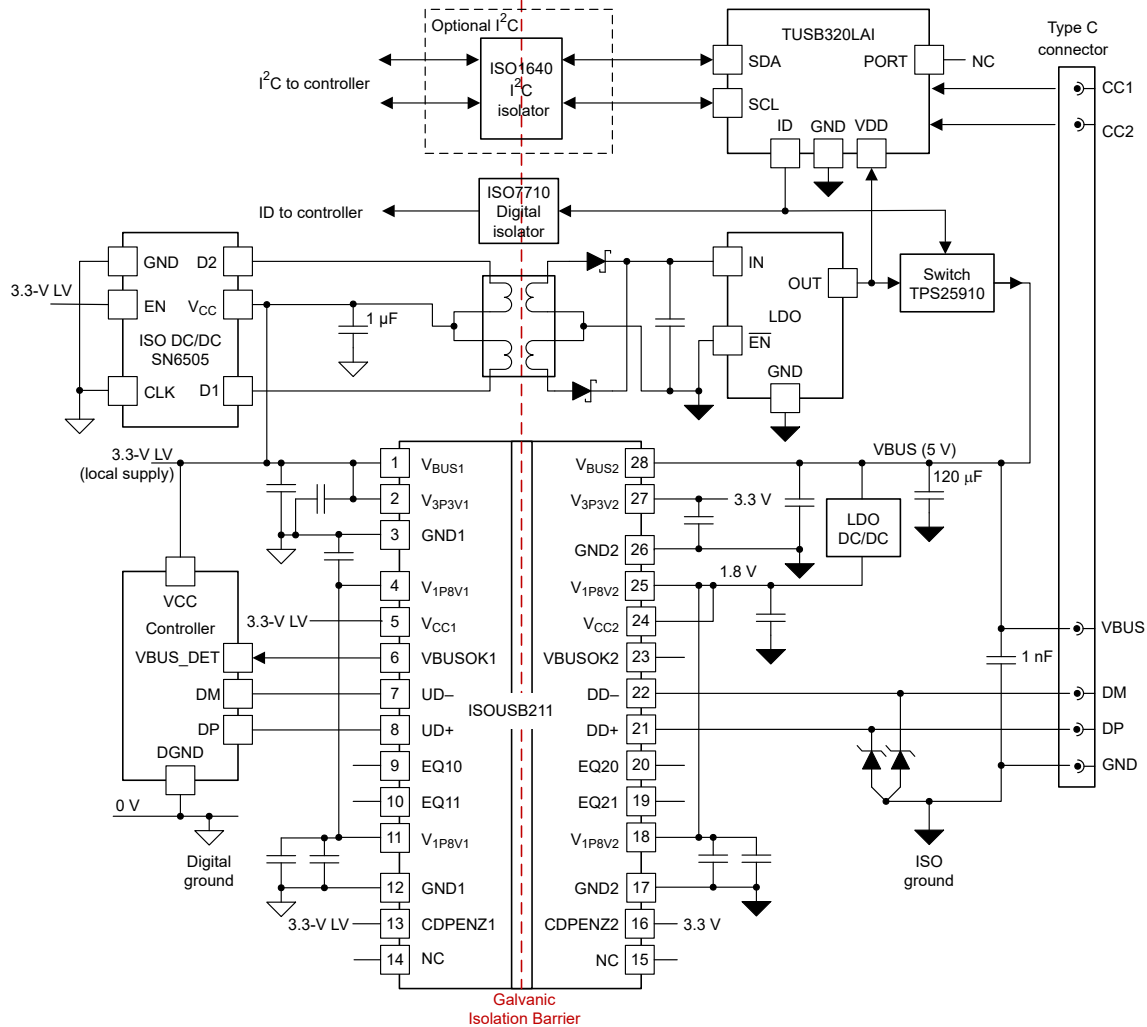 Optional I²C
ISO1640
I²C
isolator
I²C to controller
TUSB320LAI
SDA
SCL
PORT
NC
ID
GND
VDD
Type C
connector
CC1
CC2
ISO7710
Digital
isolator
ID to controller
GND
D2
3.3-V LV
EN
VCC
ISO DC/DC
SN6505
CLK
D1
1 µF
IN
OUT
LDO
EN
GND
Switch
TPS25910
3.3-V LV
(local supply)
VBUS (5 V)
120 µF
1 VBUS1
2 V3P3V1
3 GND1
4 V1P8V1
5 VCC1
6 VBUSOK1
7 UD–
8 UD+
9 EQ10
10 EQ11
11 V1P8V1
12 GND1
13 CDPENZ1
14 NC
3.3-V LV
3.3-V LV
ISOUSB211
VBUS2 28
V3P3V2 27
GND2 26
V1P8V2 25
VCC2 24
VBUSOK2 23
DD– 22
DD+ 21
EQ20 20
EQ21 19
V1P8V2 18
GND2 17
CDPENZ2 16
NC 15
3.3 V
1.8 V
3.3 V
LDO
DC/DC
VCC
Controller
VBUS_DET
DM
DP
DGND
0 V
Digital
ground
1 nF
VBUS
DM
DP
GND
ISO
ground
Galvanic
Isolation Barrier